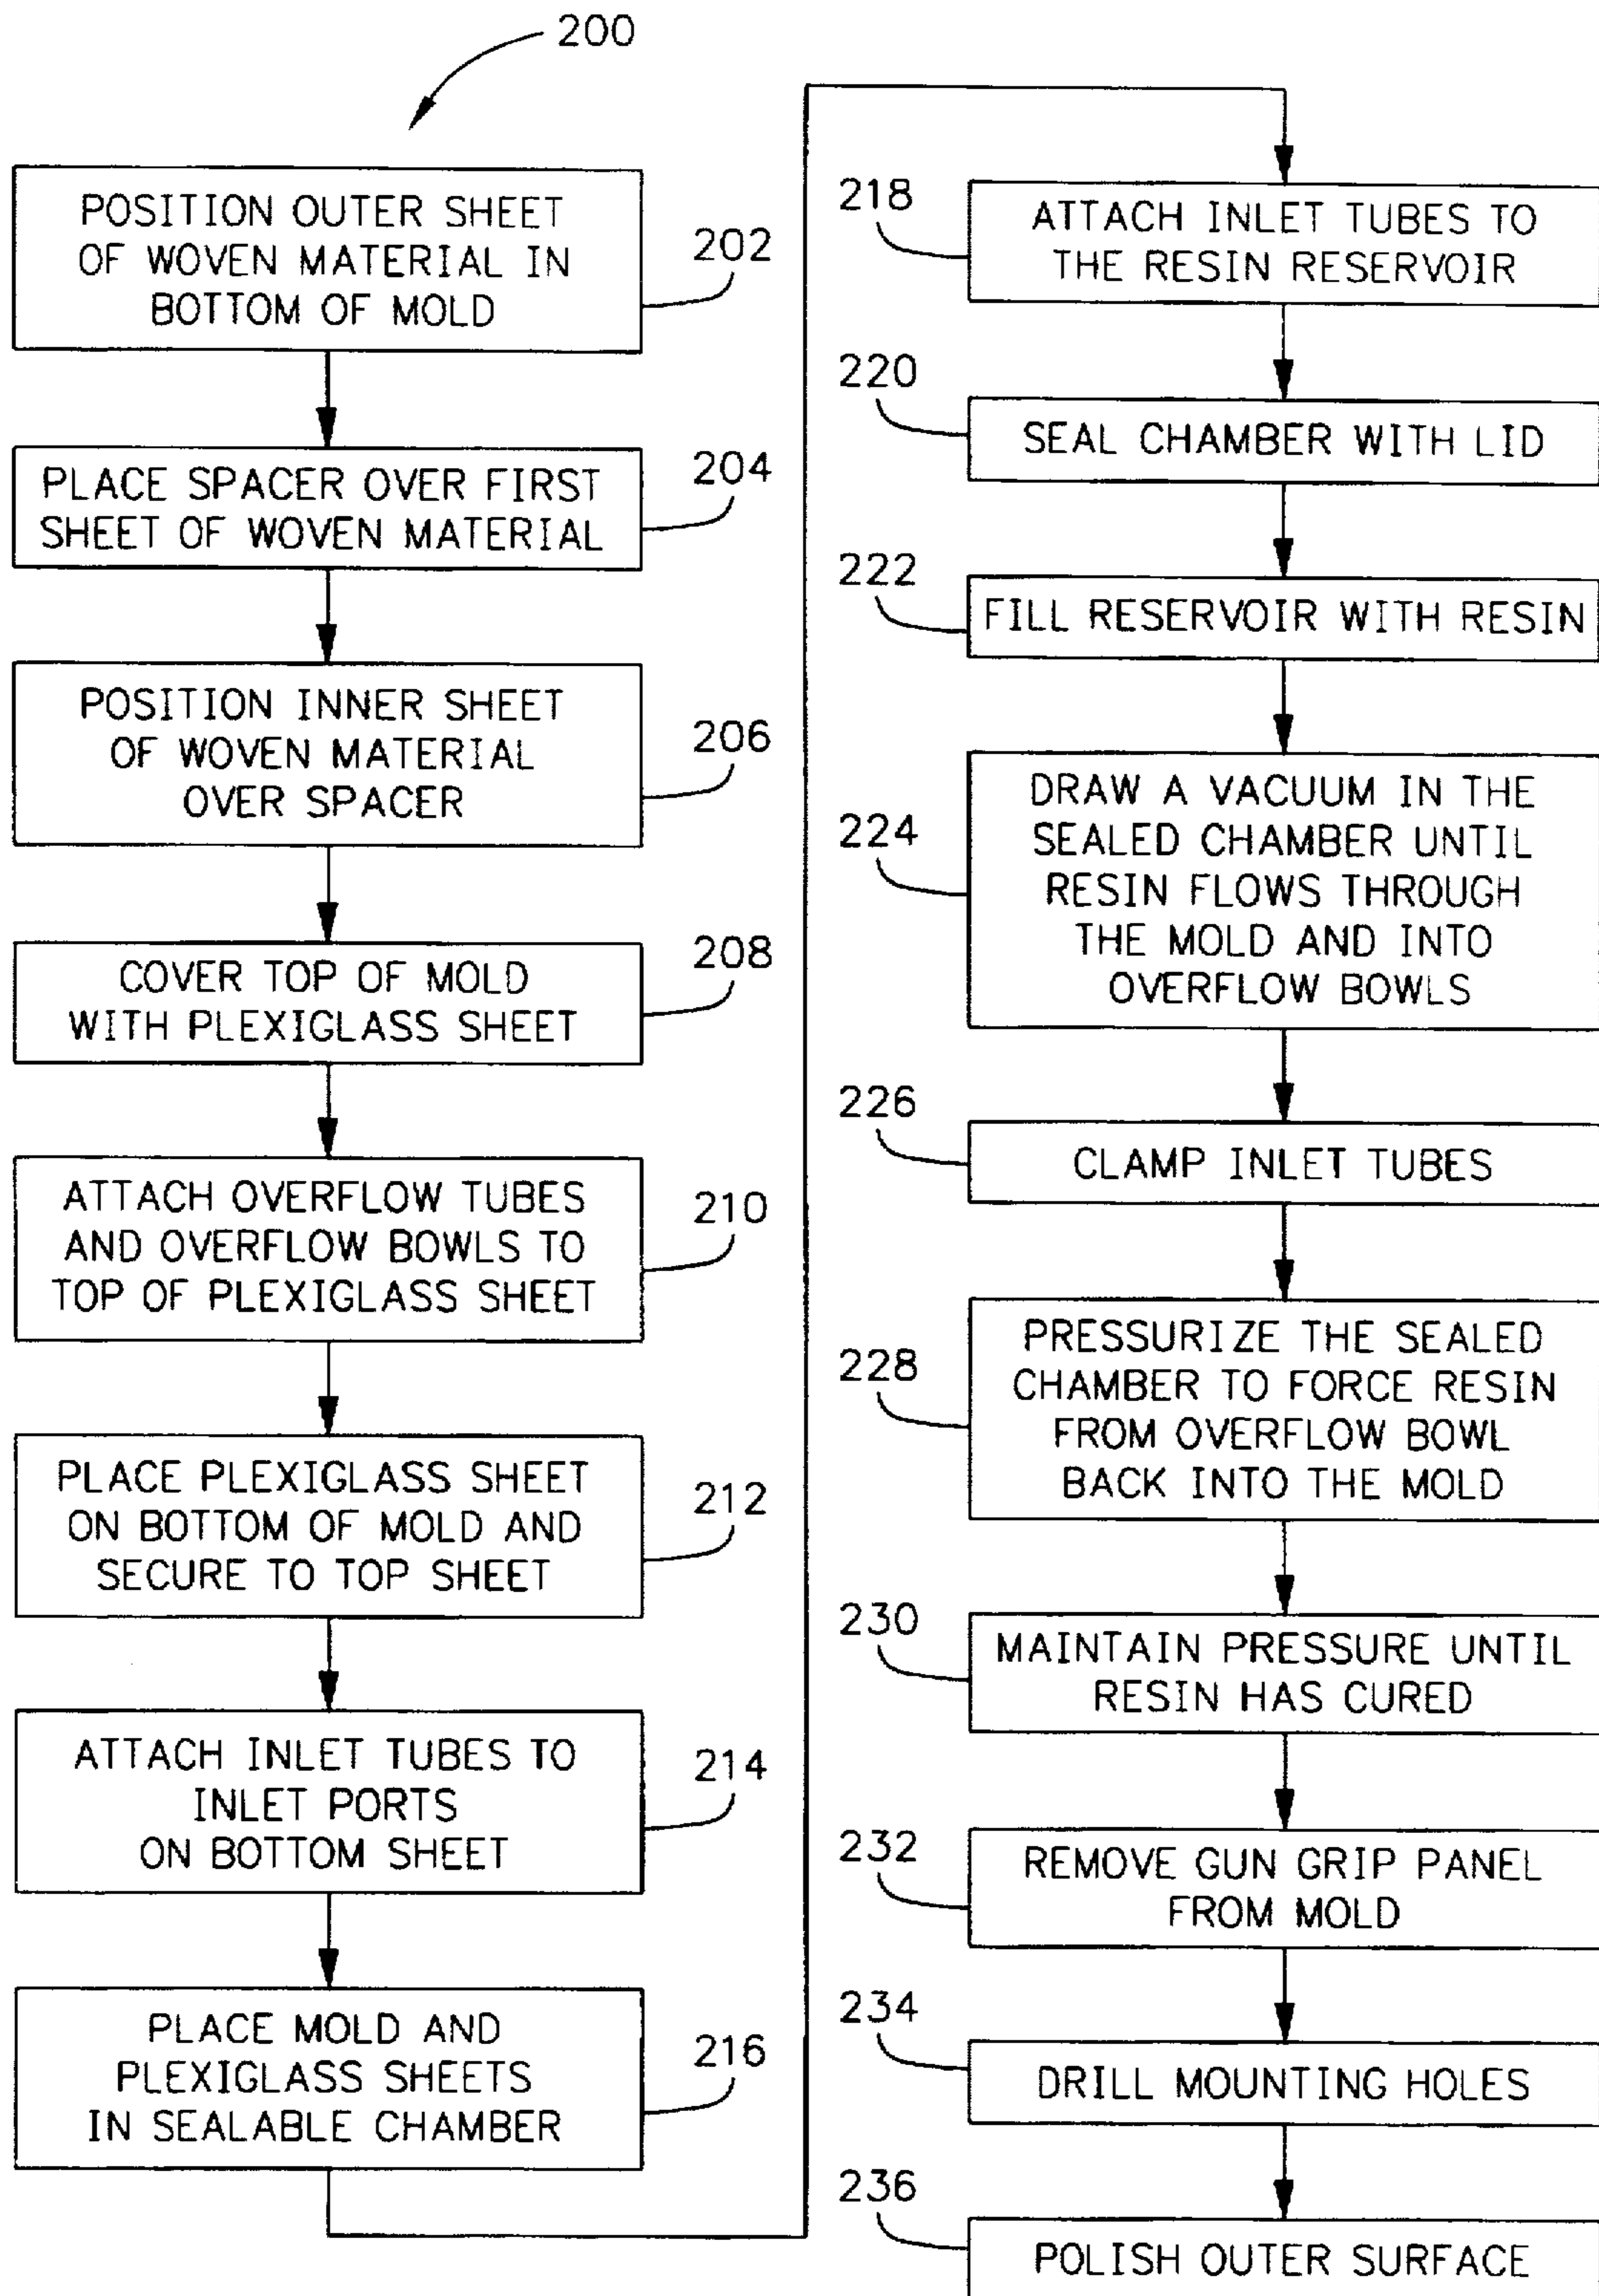 200
POSITION OUTER SHEET
OF WOVEN MATERIAL IN
BOTTOM OF MOLD
202
PLACE SPACER OVER FIRST
SHEET OF WOVEN MATERIAL
204
POSITION INNER SHEET
OF WOVEN MATERIAL
OVER SPACER
206
COVER TOP OF MOLD
WITH PLEXIGLASS SHEET
208
ATTACH OVERFLOW TUBES
AND OVERFLOW BOWLS TO
TOP OF PLEXIGLASS SHEET
210
PLACE PLEXIGLASS SHEET
ON BOTTOM OF MOLD AND
SECURE TO TOP SHEET
212
ATTACH INLET TUBES TO
INLET PORTS
ON BOTTOM SHEET
214
PLACE MOLD AND
PLEXIGLASS SHEETS
IN SEALABLE CHAMBER
216
218
ATTACH INLET TUBES TO
THE RESIN RESERVOIR
220
SEAL CHAMBER WITH LID
222
FILL RESERVOIR WITH RESIN
224
DRAW A VACUUM IN THE
SEALED CHAMBER UNTIL
RESIN FLOWS THROUGH
THE MOLD AND INTO
OVERFLOW BOWLS
226
CLAMP INLET TUBES
228
PRESSURIZE THE SEALED
CHAMBER TO FORCE RESIN
FROM OVERFLOW BOWL
BACK INTO THE MOLD
230
MAINTAIN PRESSURE UNTIL
RESIN HAS CURED
232
REMOVE GUN GRIP PANEL
FROM MOLD
234
DRILL MOUNTING HOLES
236
POLISH OUTER SURFACE